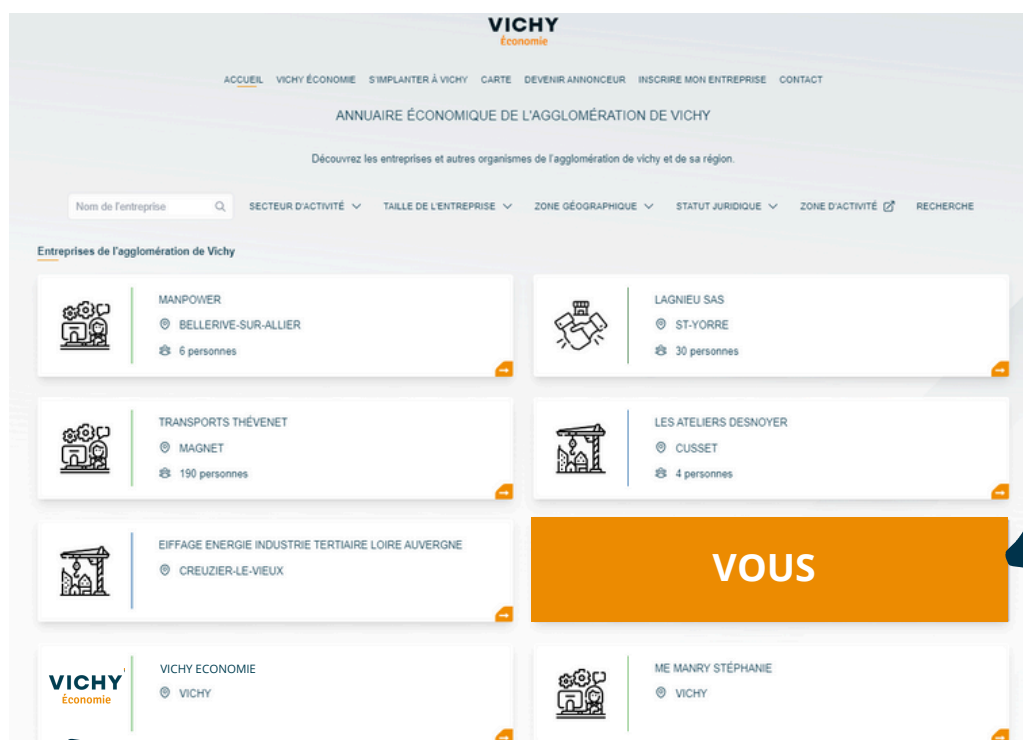 VICHY
Économie
ACCUEIL VICHY ÉCONOMIE S'IMPLANTER À VICHY CARTE DEVENIR ANNONCEUR INSCRIRE MON ENTREPRISE CONTACT
ANNUAIRE ÉCONOMIQUE DE L'AGGLOMÉRATION DE VICHY
Découvrez les entreprises et autres organismes de l'agglomération de vichy et de sa région.
Nom de l'entreprise SECTEUR D'ACTIVITÉ TAILLE DE L'ENTREPRISE ZONE GÉOGRAPHIQUE STATUT JURIDIQUE ZONE D'ACTIVITÉ RECHERCHE
Entreprises de l'agglomération de Vichy
MANPOWER
BELLERIVE-SUR-ALLIER
6 personnes
LAGNIEU SAS
ST-YORRE
30 personnes
TRANSPORTS THÉVENET
MAGNET
190 personnes
LES ATELIERS DESNOYER
CUSSET
4 personnes
EIFFAGE ENERGIE INDUSTRIE TERTIAIRE LOIRE AUVERGNE
CREUZIER-LE-VIEUX
VOUS
VICHY
Économie
VICHY ECONOMIE
VICHY
ME MANRY STÉPHANIE
VICHY